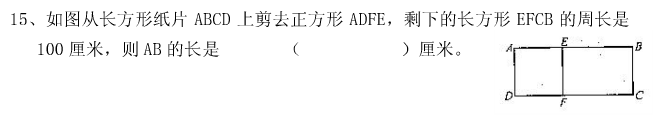 15、如图从长方形纸片 ABCD 上剪去正方形 ADFE，剩下的长方形 EFCB 的周长是
100 厘米，则 AB 的长是 （ ）厘米。
A E B
D F C